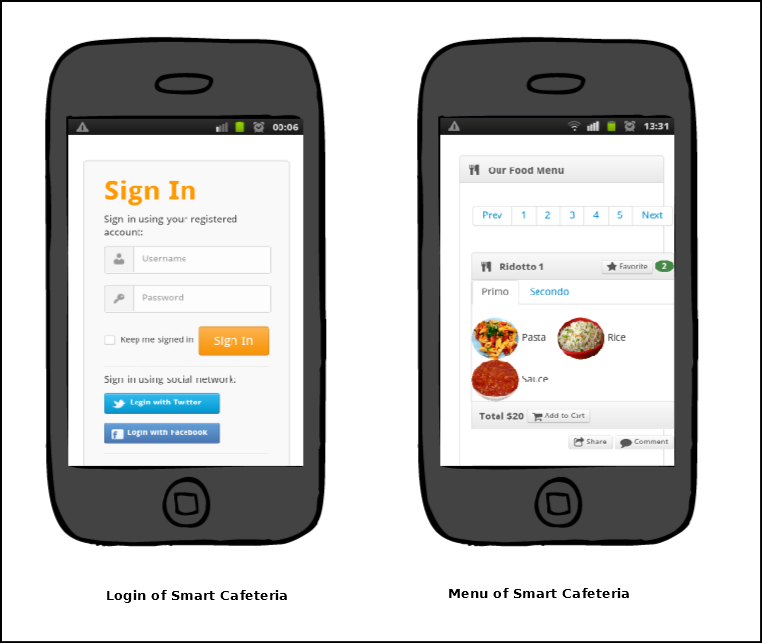 00:06
Sign In
Sign in using your registered
account:
Username
Password
Keep me signed in
Sign In
Sign in using social network:
Login with Twitter
Login with Facebook
Login of Smart Cafeteria
13:31
Our Food Menu
Prev 1 2 3 4 5 Next
Ridotto 1 Favorite 2
Primo Secondo
Pasta Rice
Sauce
Total $20 Add to Cart
Share Comment
Menu of Smart Cafeteria